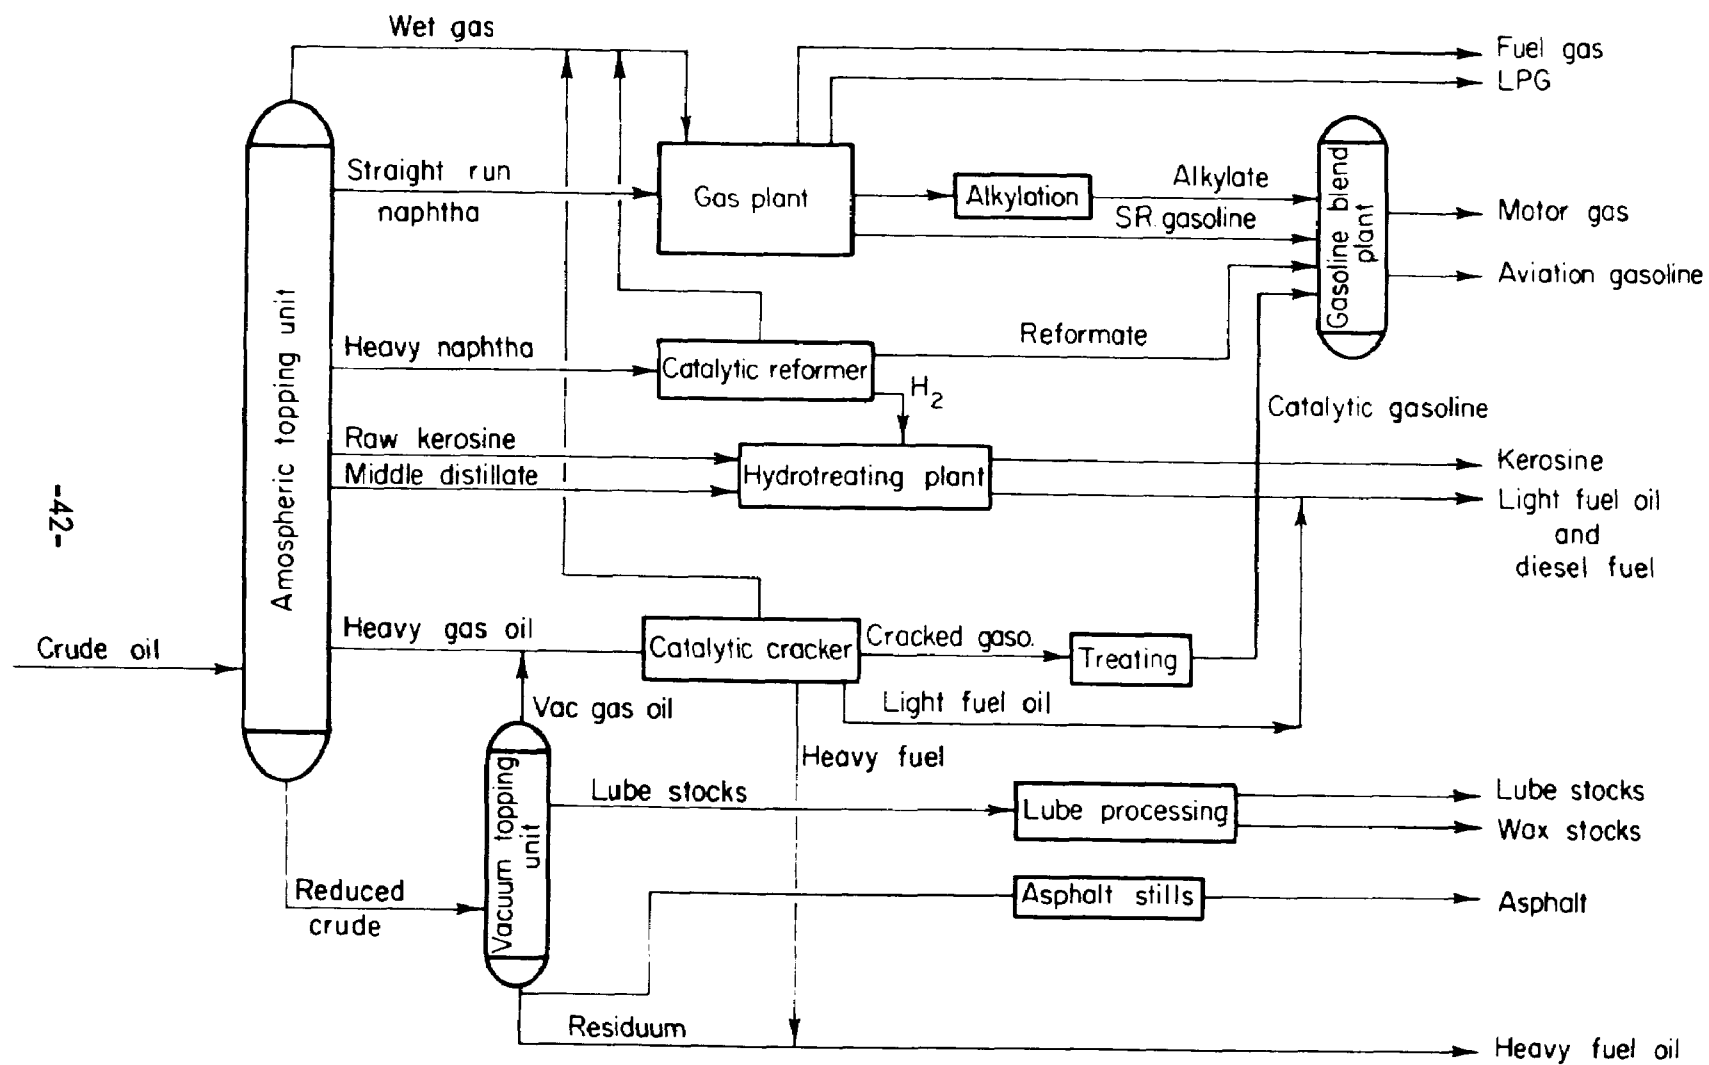 Wet gas
Fuel gas
LPG
Straight run
naphtha
Gas plant
Alkylation
Alkylate
SR. gasoline
Gasoline blend
plant
Motor gas
Aviation gasoline
Amospheric topping unit
Heavy naphtha
Catalytic reformer
Reformate
H2
Catalytic gasoline
Raw kerosine
Middle distillate
Hydrotreating plant
Kerosine
Light fuel oil
and
diesel fuel
-42-
Crude oil
Heavy gas oil
Catalytic cracker
Cracked gaso.
Treating
Vac gas oil
Light fuel oil
Heavy fuel
Vacuum topping
unit
Lube stocks
Lube processing
Lube stocks
Wax stocks
Reduced
crude
Asphalt stills
Asphalt
Residuum
Heavy fuel oil